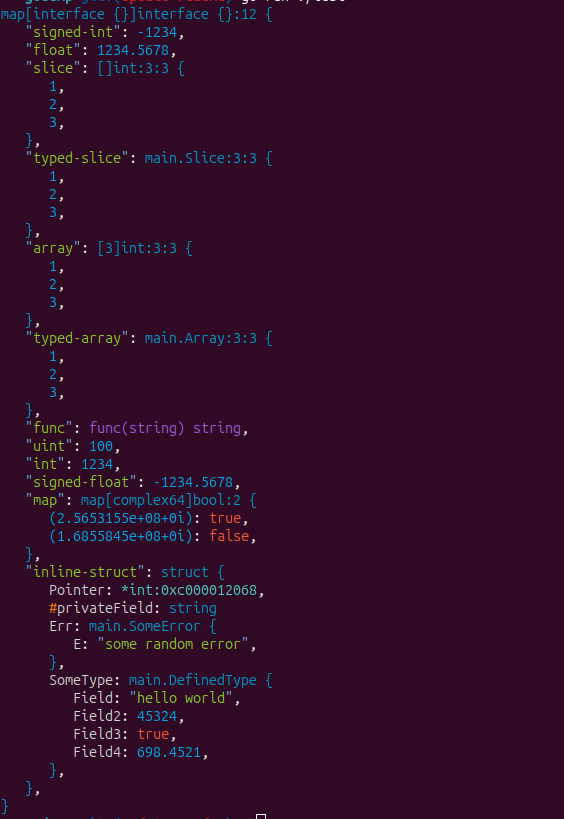 map[interface {}]interface {}:12 {
   "signed-int": -1234,
   "float": 1234.5678,
   "slice": []int:3:3 {
      1,
      2,
      3,
   },
   "typed-slice": main.Slice:3:3 {
      1,
      2,
      3,
   },
   "array": [3]int:3:3 {
      1,
      2,
      3,
   },
   "typed-array": main.Array:3:3 {
      1,
      2,
      3,
   },
   "func": func(string) string,
   "uint": 100,
   "int": 1234,
   "signed-float": -1234.5678,
   "map": map[complex64]bool:2 {
      (2.5653155e+08+0i): true,
      (1.6855845e+08+0i): false,
   },
   "inline-struct": struct {
      Pointer: *int:0xc000012068,
      #privateField: string
      Err: main.SomeError {
         E: "some random error",
      },
      SomeType: main.DefinedType {
         Field: "hello world",
         Field2: 45324,
         Field3: true,
         Field4: 698.4521,
      },
   },
}